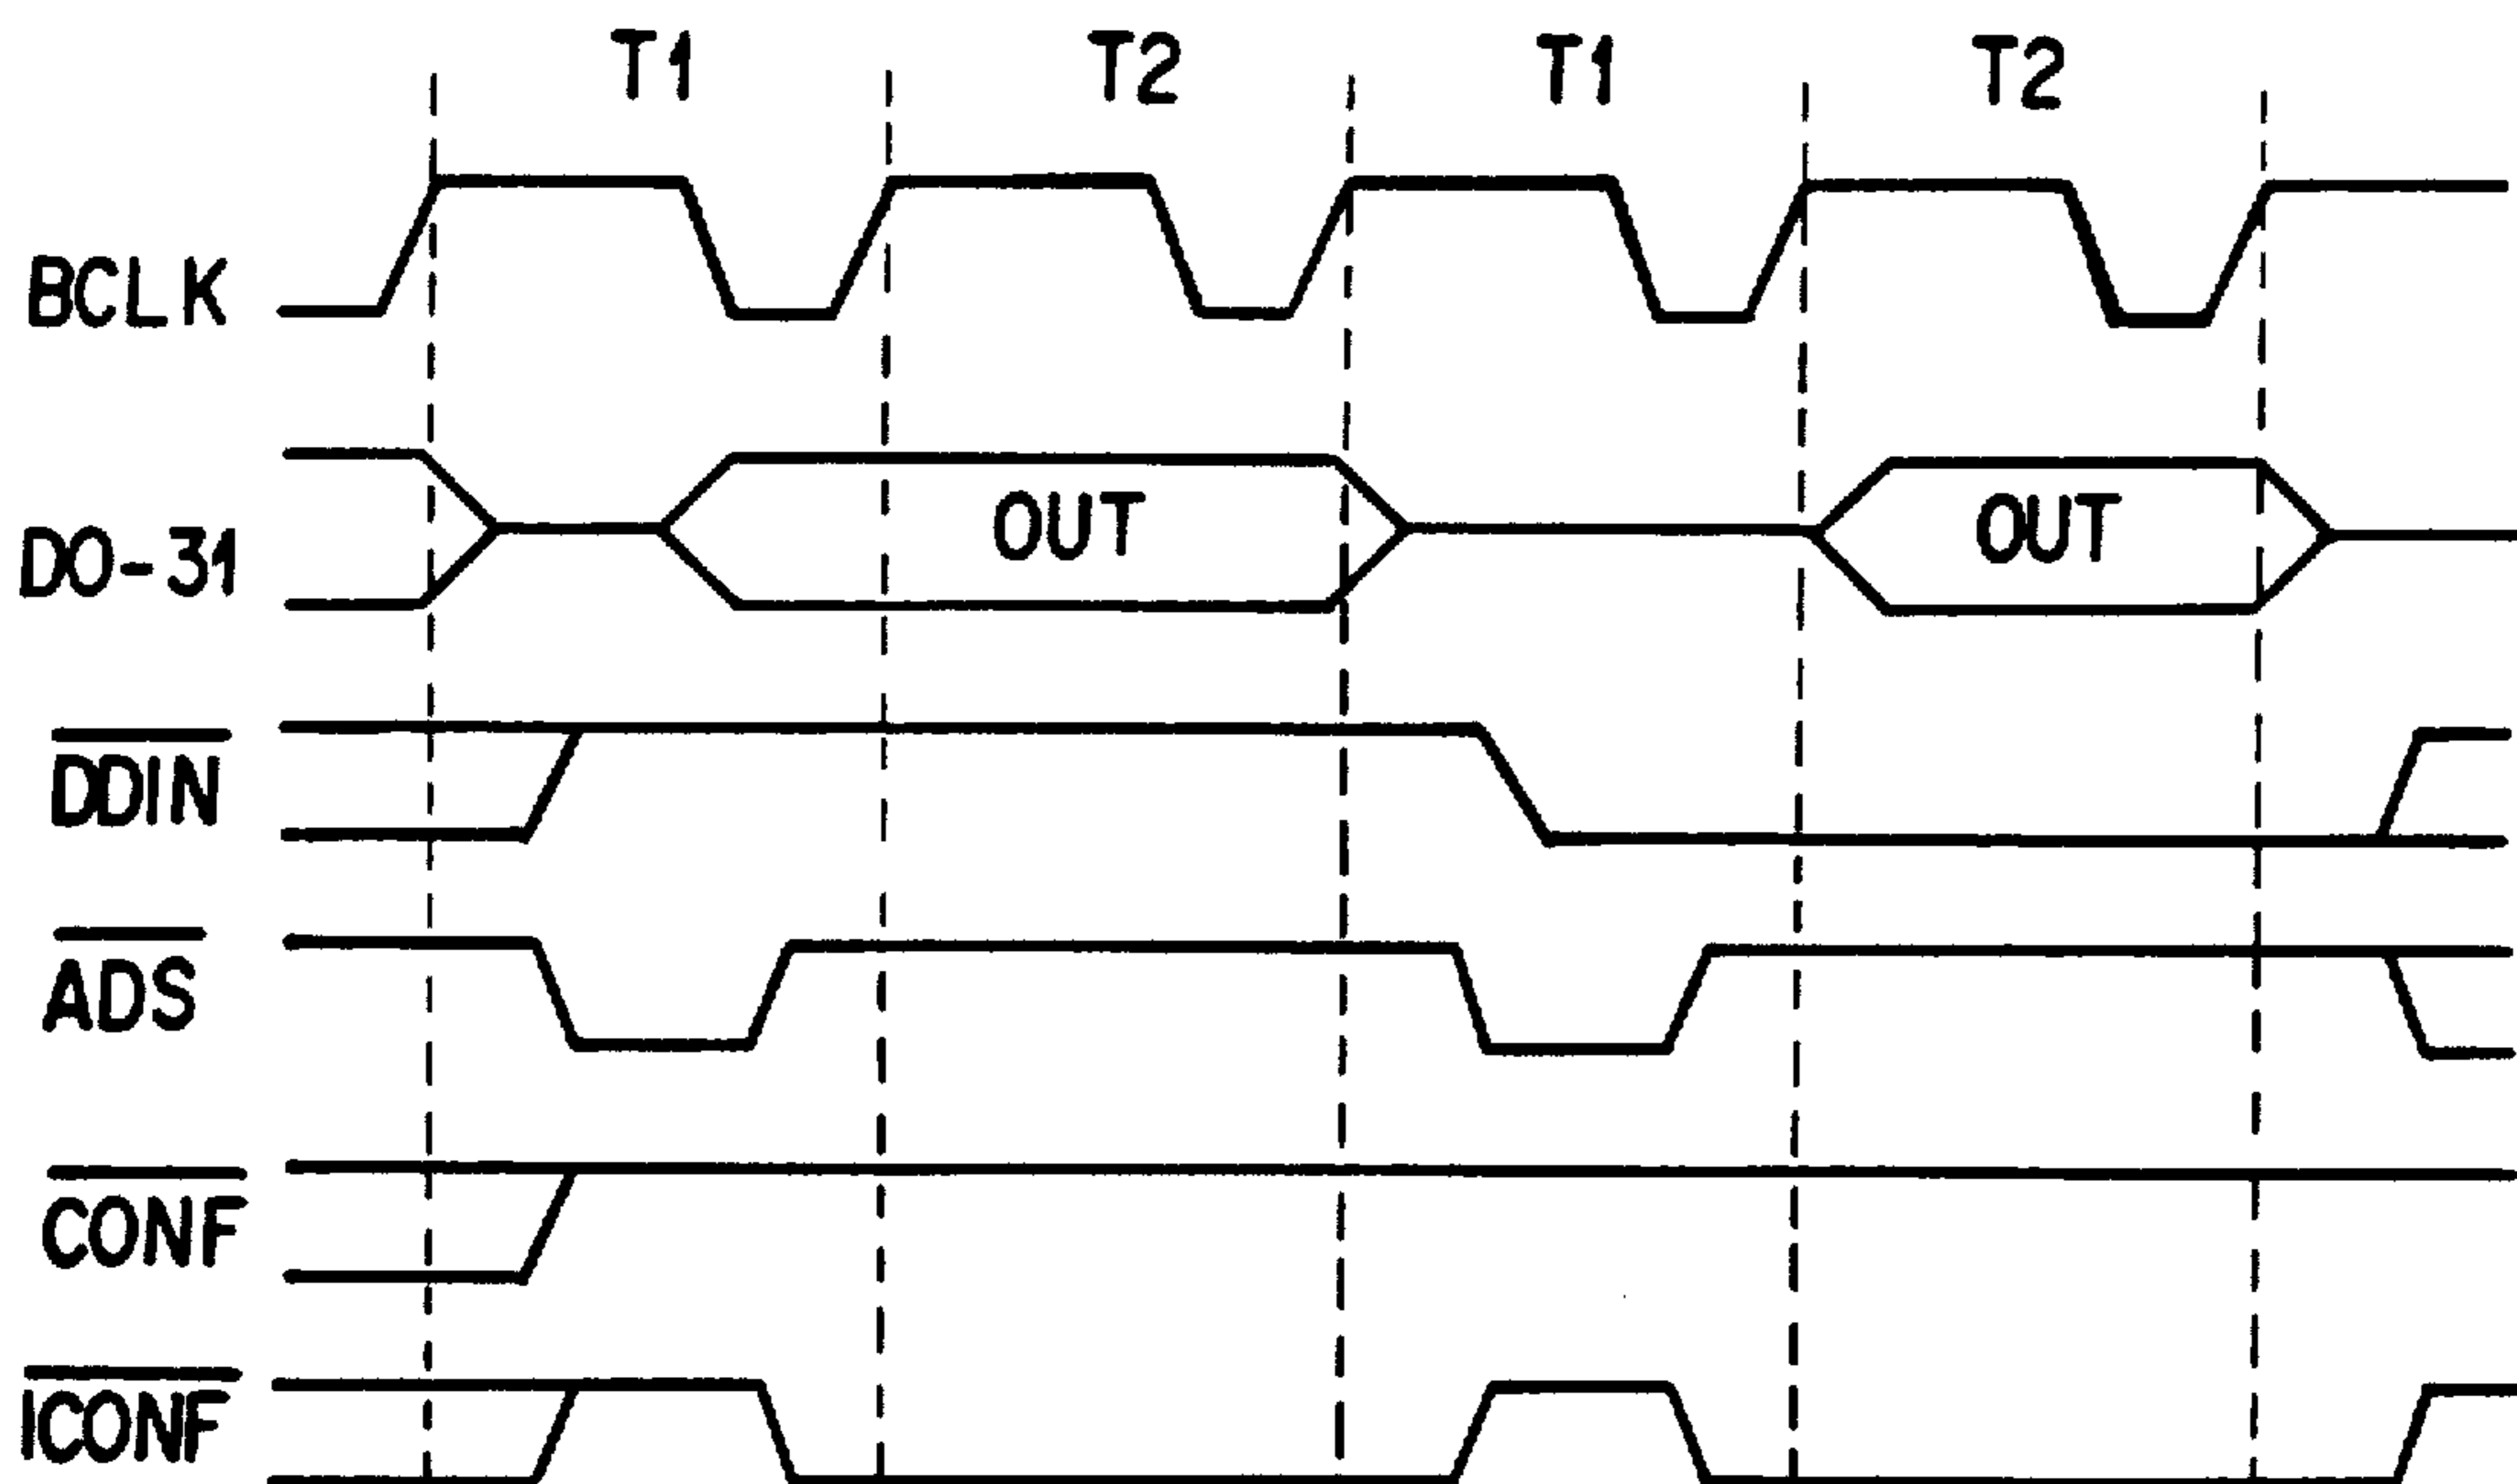 T1 T2 T1 T2
BCLK
DO-31 OUT OUT
DDIN
ADS
CONF
ICONF